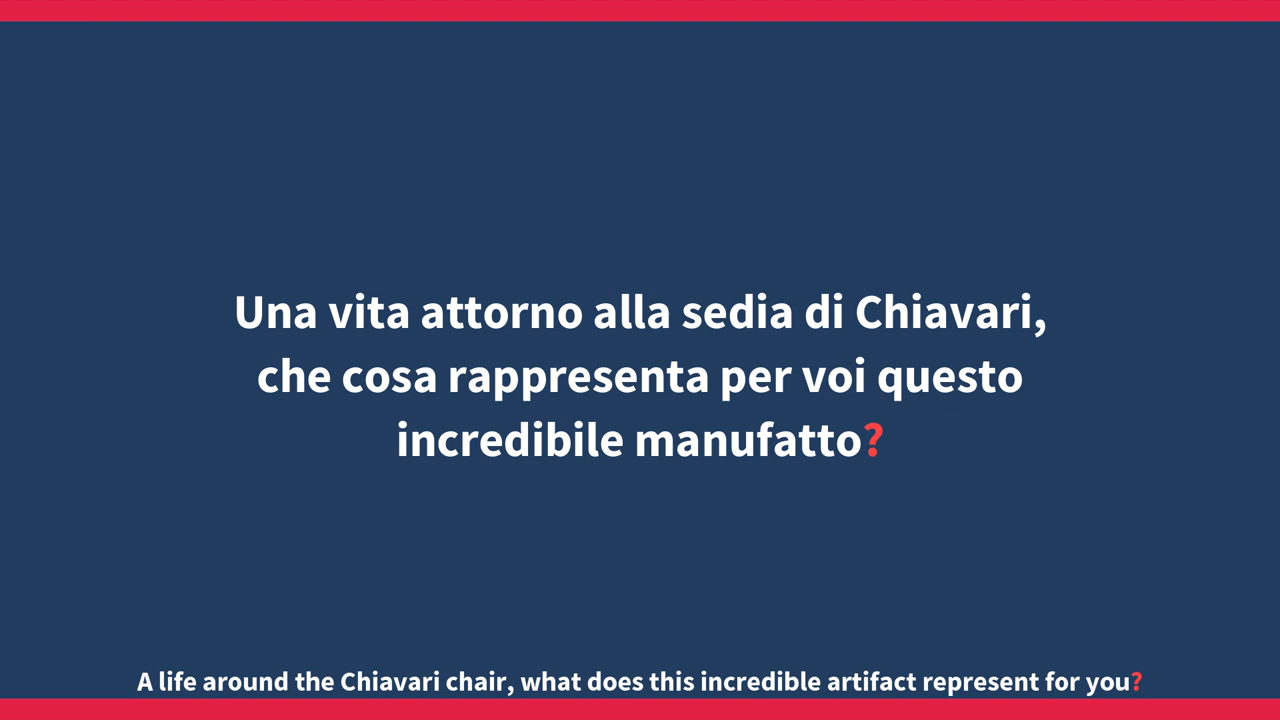 Una vita attorno alla sedia di Chiavari,
che cosa rappresenta per voi questo
incredibile manufatto?
A life around the Chiavari chair, what does this incredible artifact represent for you?